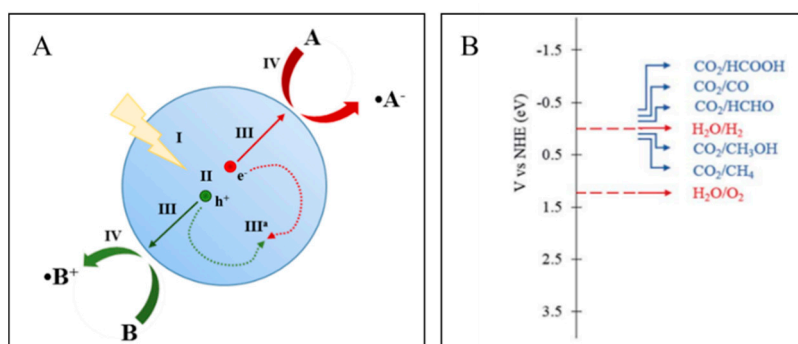 A
A
IV
•A⁻
I
III
II
e⁻
h⁺
III
IIIª
IV
•B⁺
B
B
-1.5
-0.5
0.5
1.5
2.5
3.5
V vs NHE (eV)
CO₂/HCOOH
CO₂/CO
CO₂/HCHO
H₂O/H₂
CO₂/CH₃OH
CO₂/CH₄
H₂O/O₂